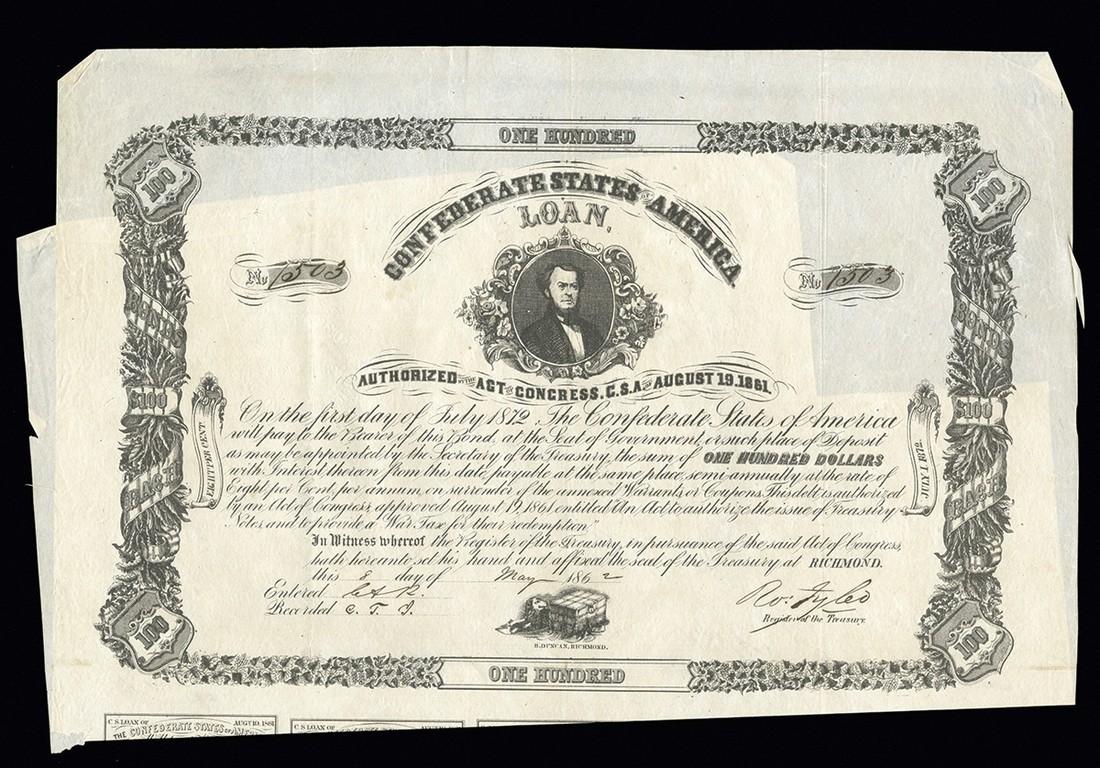 ONE HUNDRED
100
100
CONFEDERATE STATES OF AMERICA
LOAN,
No 1503
No 1503
AUTHORIZED BY THE ACT OF CONGRESS, C.S.A. OF AUGUST 19, 1861.
BONDS
BONDS
$100
$100
EACH
EACH
EIGHT PER CENT.
JULY 1, 1872.
On the first day of July 1872 The Confederate States of America
will pay to the Bearer of this Bond, at the Seat of Government, or such place of Deposit
as may be appointed by the Secretary of the Treasury, the sum of ONE HUNDRED DOLLARS
with Interest thereon from this date, payable at the same place, semi-annually at the rate of
Eight per Cent, per annum, on surrender of the annexed Warrants or Coupons. This debt is authorized
by an Act of Congress, approved August 19, 1861, entitled "An Act, to authorize the issue of Treasury
Notes, and to provide a War Tax for their redemption"
In Witness whereof the Register of the Treasury, in pursuance of the said Act of Congress,
hath hereunto set his hand and affixed the seal of the Treasury at RICHMOND.
this 8 day of May 1862
Entered
Recorded C. T. J.
Ro: Tyler
Register of the Treasury.
B. DUNCAN, RICHMOND.
100
100
ONE HUNDRED
C. S. LOAN OF AUGT 19, 1861
THE CONFEDERATE STATES OF
C. S. LOAN OF